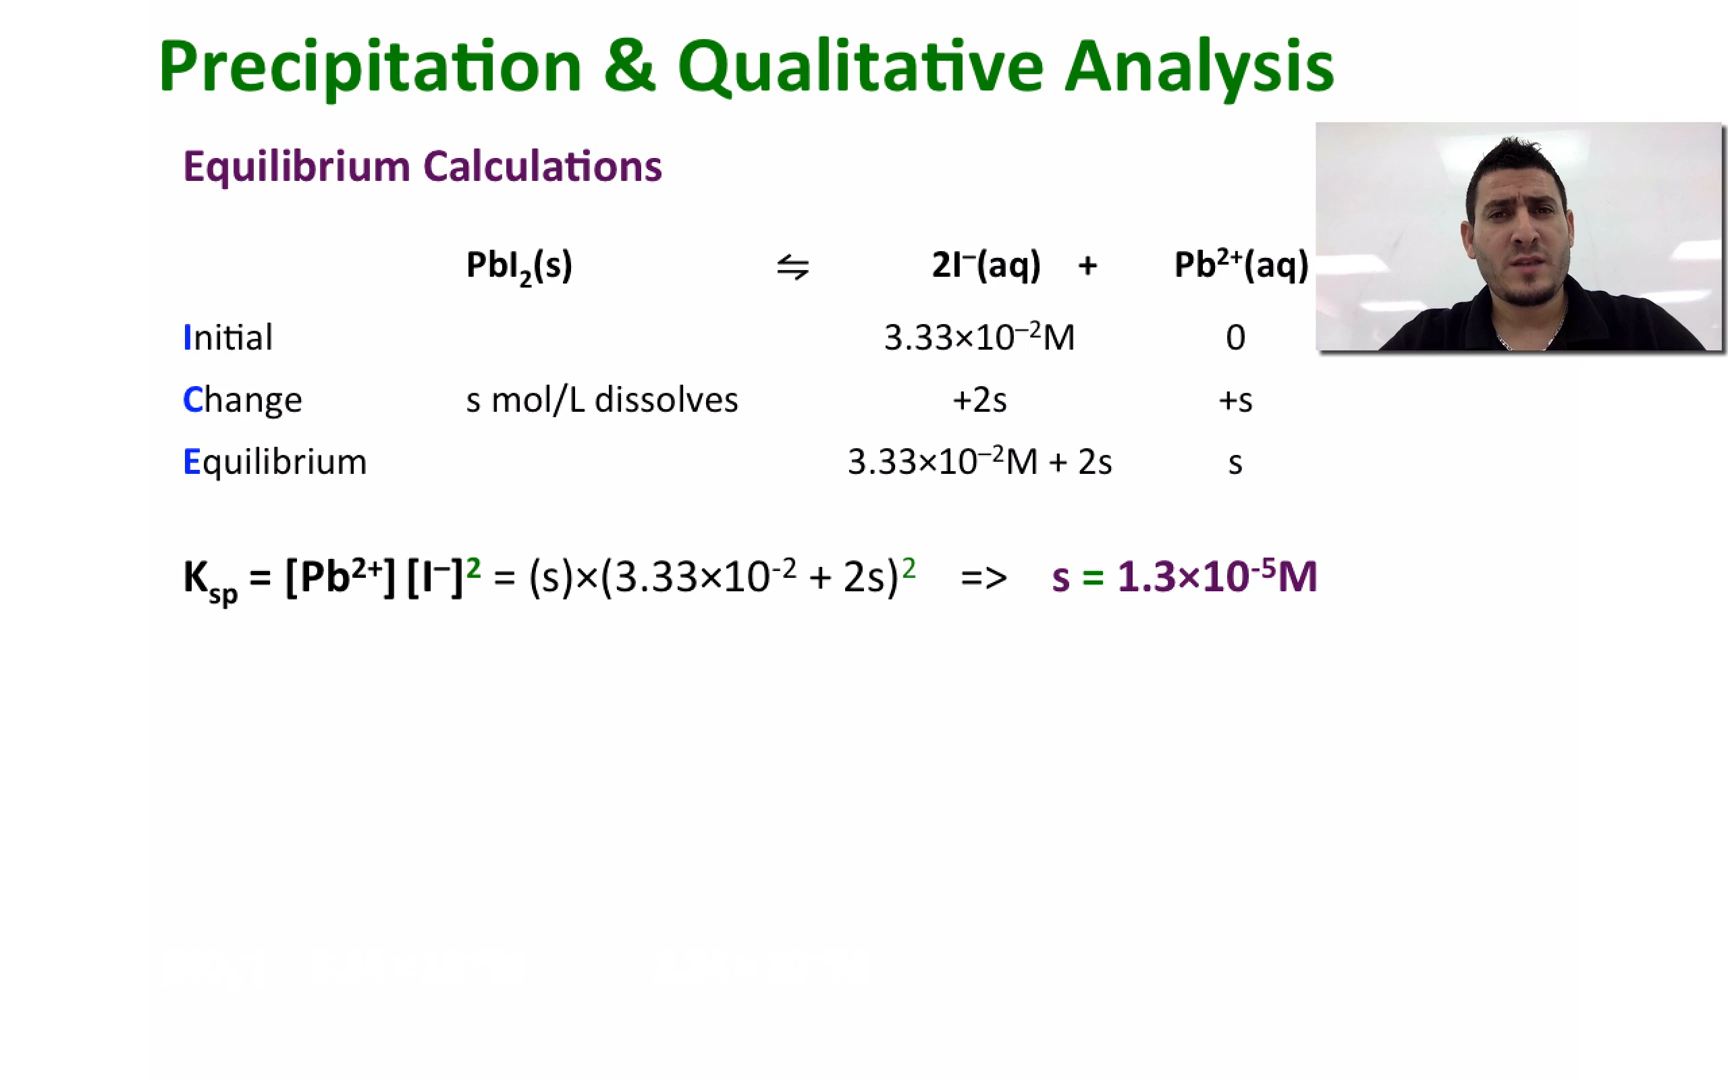 Precipitation & Qualitative Analysis
Equilibrium Calculations
PbI₂(s) ⇋ 2I⁻(aq) + Pb²⁺(aq)
Initial 3.33×10⁻²M 0
Change s mol/L dissolves +2s +s
Equilibrium 3.33×10⁻²M + 2s s
Kₛₚ = [Pb²⁺] [I⁻]² = (s)×(3.33×10⁻² + 2s)² => s = 1.3×10⁻⁵M